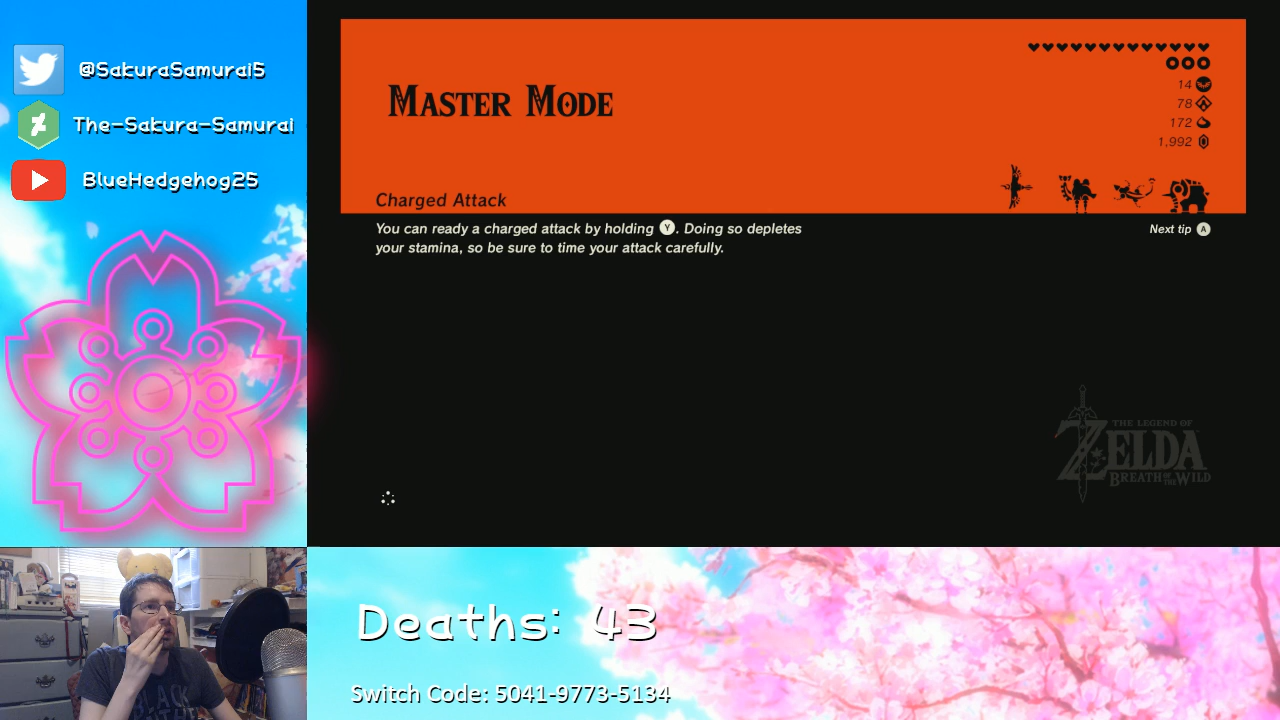 @SakuraSamurai5
The-Sakura-Samurai
BlueHedgehog25
Master Mode
14
78
172
1,992
Charged Attack
You can ready a charged attack by holding Y. Doing so depletes
your stamina, so be sure to time your attack carefully.
Next tip A
THE LEGEND OF
ZELDA
BREATH OF THE WILD
BLACK
Deaths: 43
Switch Code: 5041-9773-5134